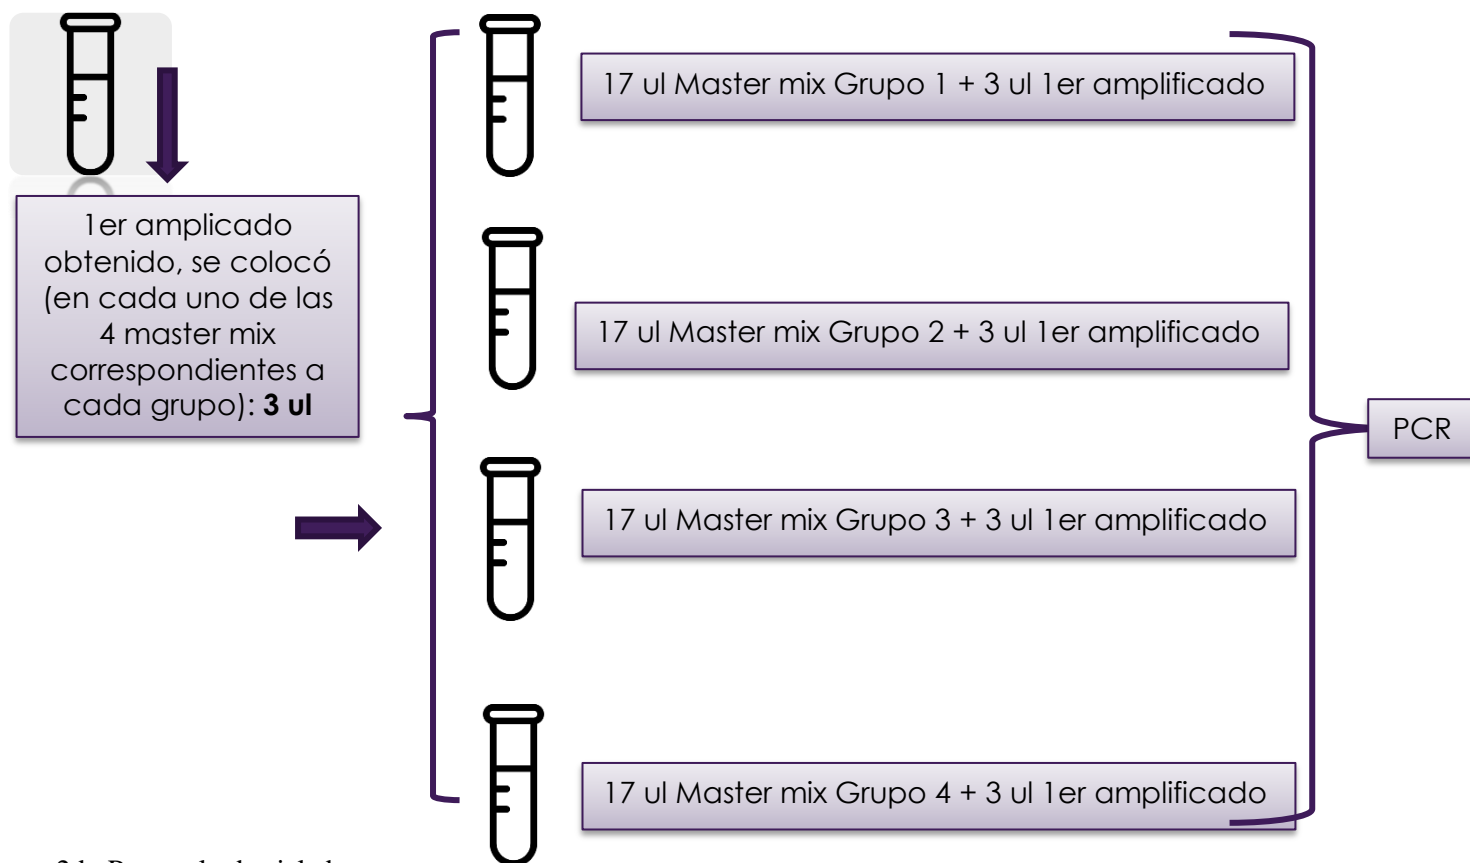 1er amplicado
obtenido, se colocó
(en cada uno de las
4 master mix
correspondientes a
cada grupo): 3 ul
17 ul Master mix Grupo 1 + 3 ul 1er amplificado
17 ul Master mix Grupo 2 + 3 ul 1er amplificado
17 ul Master mix Grupo 3 + 3 ul 1er amplificado
17 ul Master mix Grupo 4 + 3 ul 1er amplificado
PCR